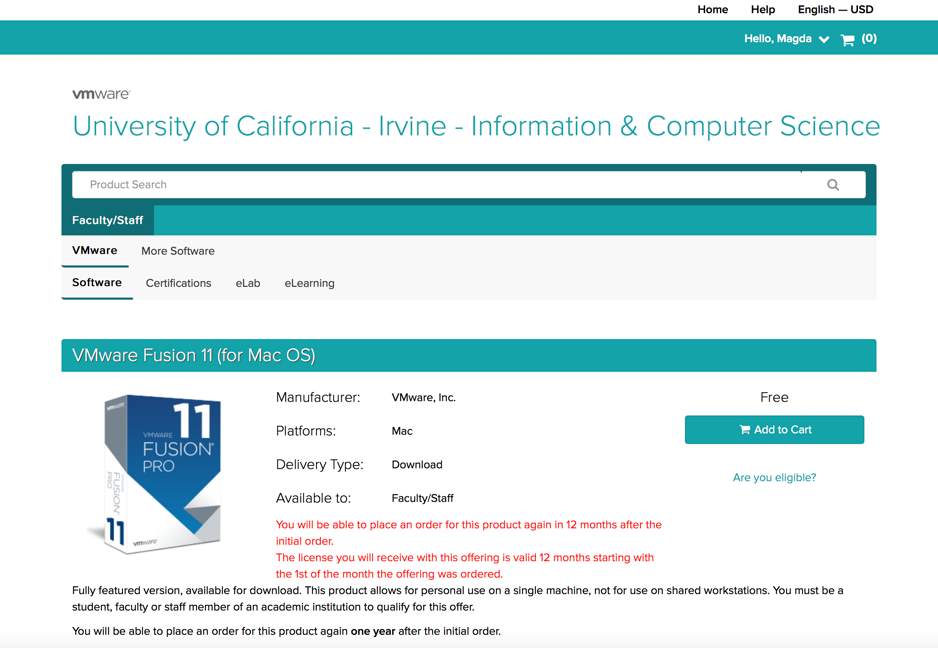 Home Help English — USD
Hello, Magda (0)
vmware
University of California - Irvine - Information & Computer Science
Product Search
Faculty/Staff
VMware More Software
Software Certifications eLab eLearning
VMware Fusion 11 (for Mac OS)
vmware
11
VMWARE
FUSION
PRO
FUSION PRO
11
vmware
Manufacturer: VMware, Inc.
Platforms: Mac
Delivery Type: Download
Available to: Faculty/Staff
Free
Add to Cart
Are you eligible?
You will be able to place an order for this product again in 12 months after the
initial order.
The license you will receive with this offering is valid 12 months starting with
the 1st of the month the offering was ordered.
Fully featured version, available for download. This product allows for personal use on a single machine, not for use on shared workstations. You must be a
student, faculty or staff member of an academic institution to qualify for this offer.
You will be able to place an order for this product again one year after the initial order.